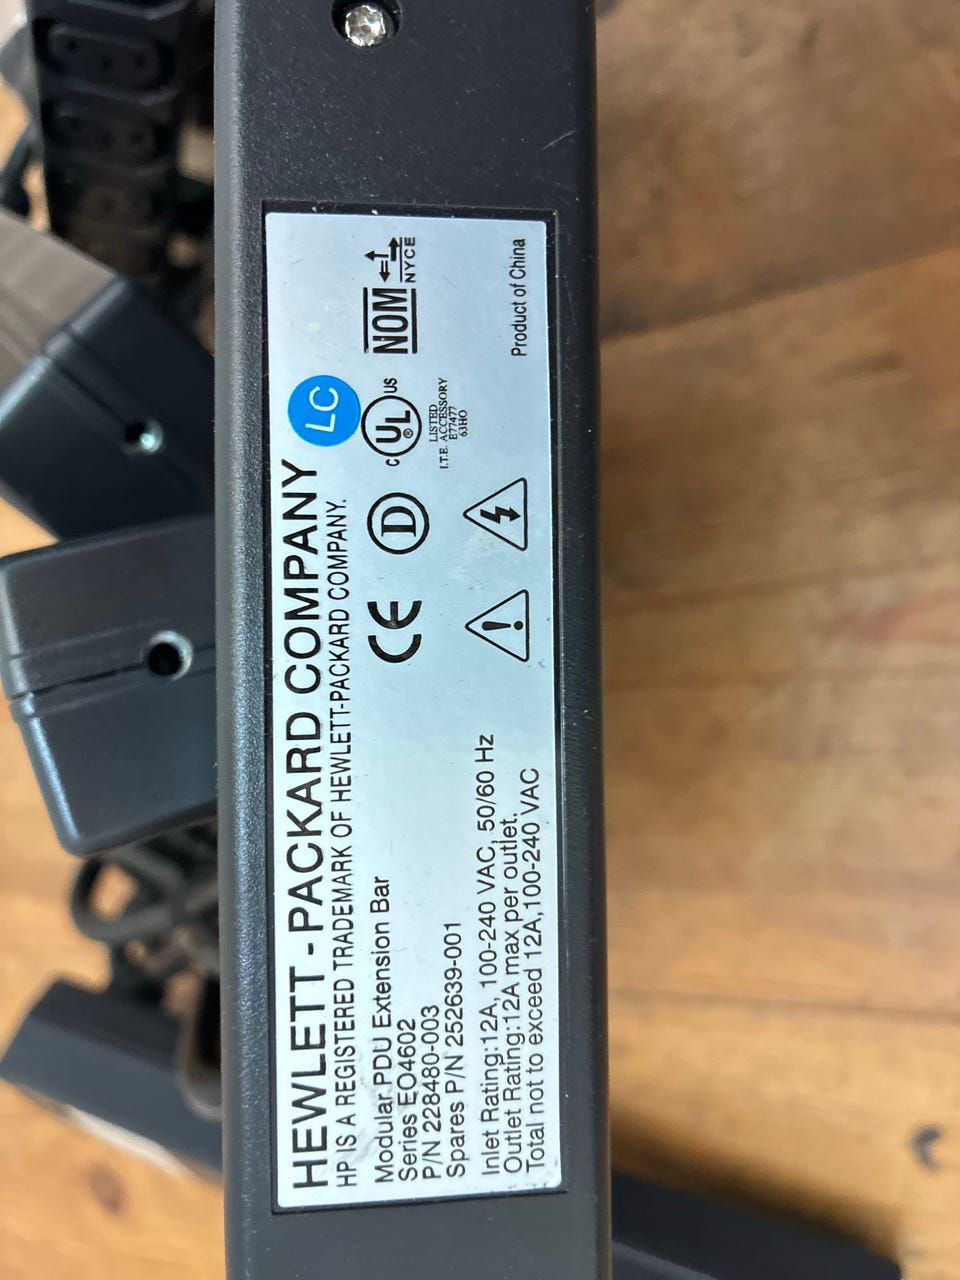 HEWLETT-PACKARD COMPANY
LC
HP IS A REGISTERED TRADEMARK OF HEWLETT-PACKARD COMPANY.
Modular PDU Extension Bar
Series EO4602
P/N 228480-003
Spares P/N 252639-001
Inlet Rating:12A, 100-240 VAC, 50/60 Hz
Outlet Rating:12A max per outlet.
Total not to exceed 12A,100-240 VAC
CE
D
C UL ® US
LISTED
I.T.E. ACCESSORY
E77477
63HO
NOM
NYCE
Product of China